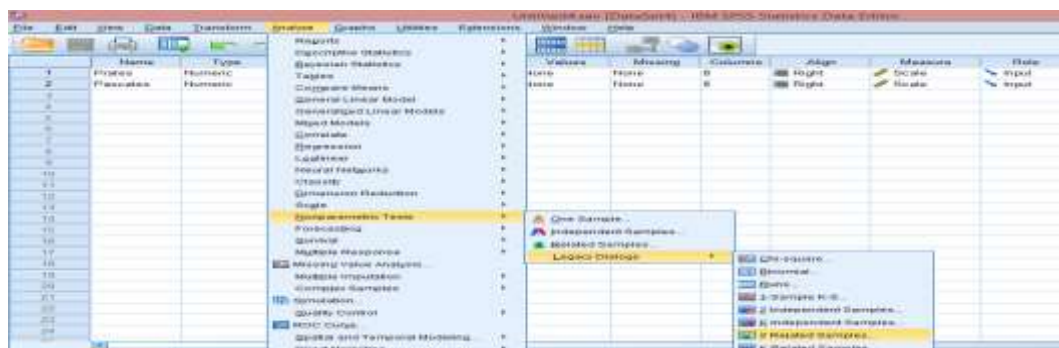 Untitled4.sav [DataSet5] - IBM SPSS Statistics Data Editor
File Edit View Data Transform Analyze Graphs Utilities Extensions Window Help
Name Type Values Missing Columns Align Measure Role
1 Numeric None None 8 Right Scale Input
2 Numeric None None 8 Right Scale Input
Reports
Descriptive Statistics
Bayesian Statistics
Tables
Compare Means
General Linear Model
Generalized Linear Models
Mixed Models
Correlate
Regression
Loglinear
Neural Networks
Classify
Dimension Reduction
Scale
Nonparametric Tests
Forecasting
Survival
Multiple Response
Missing Value Analysis...
Multiple Imputation
Complex Samples
Simulation...
Quality Control
ROC Curve...
Spatial and Temporal Modeling...
One Sample...
Independent Samples...
Related Samples...
Legacy Dialogs
Chi-square...
Binomial...
Runs...
1-Sample K-S...
2 Independent Samples...
K Independent Samples...
2 Related Samples...
K Related Samples...